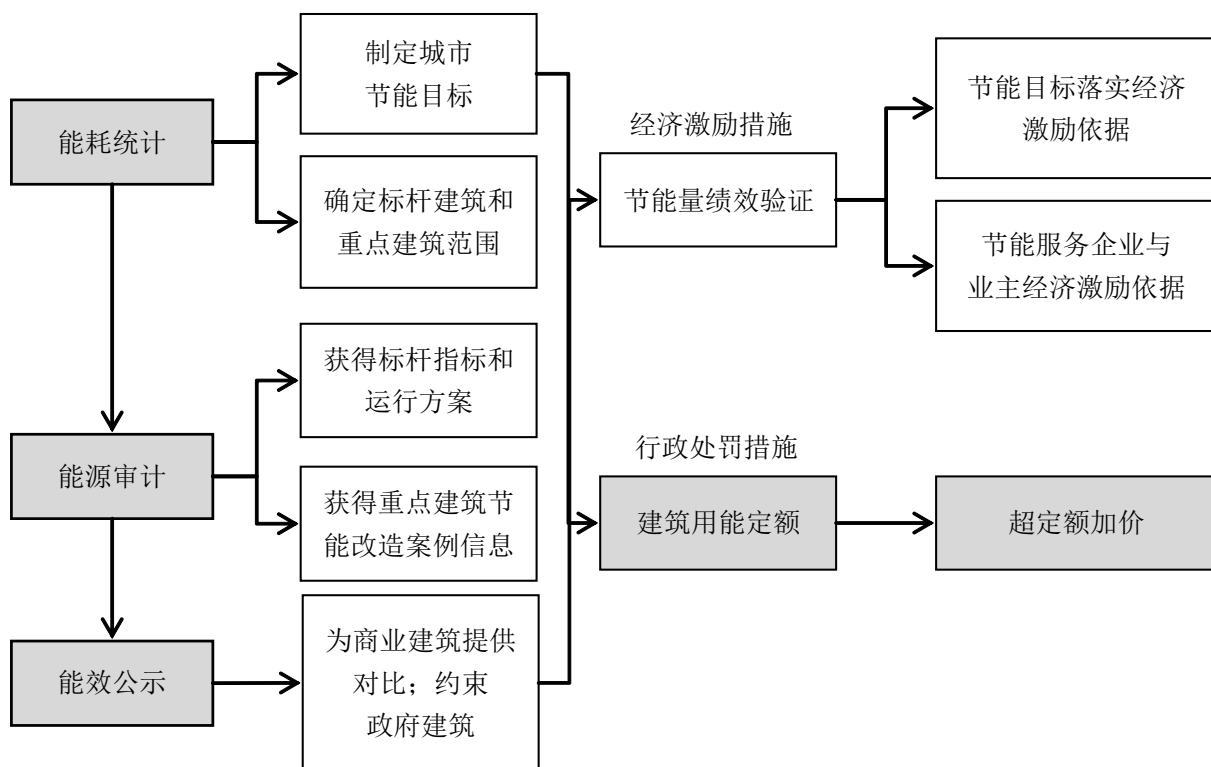 能耗统计
制定城市
节能目标
确定标杆建筑和
重点建筑范围
能源审计
获得标杆指标和
运行方案
获得重点建筑节
能改造案例信息
能效公示
为商业建筑提供
对比；约束
政府建筑
经济激励措施
节能量绩效验证
节能目标落实经济
激励依据
节能服务企业与
业主经济激励依据
行政处罚措施
建筑用能定额
超定额加价